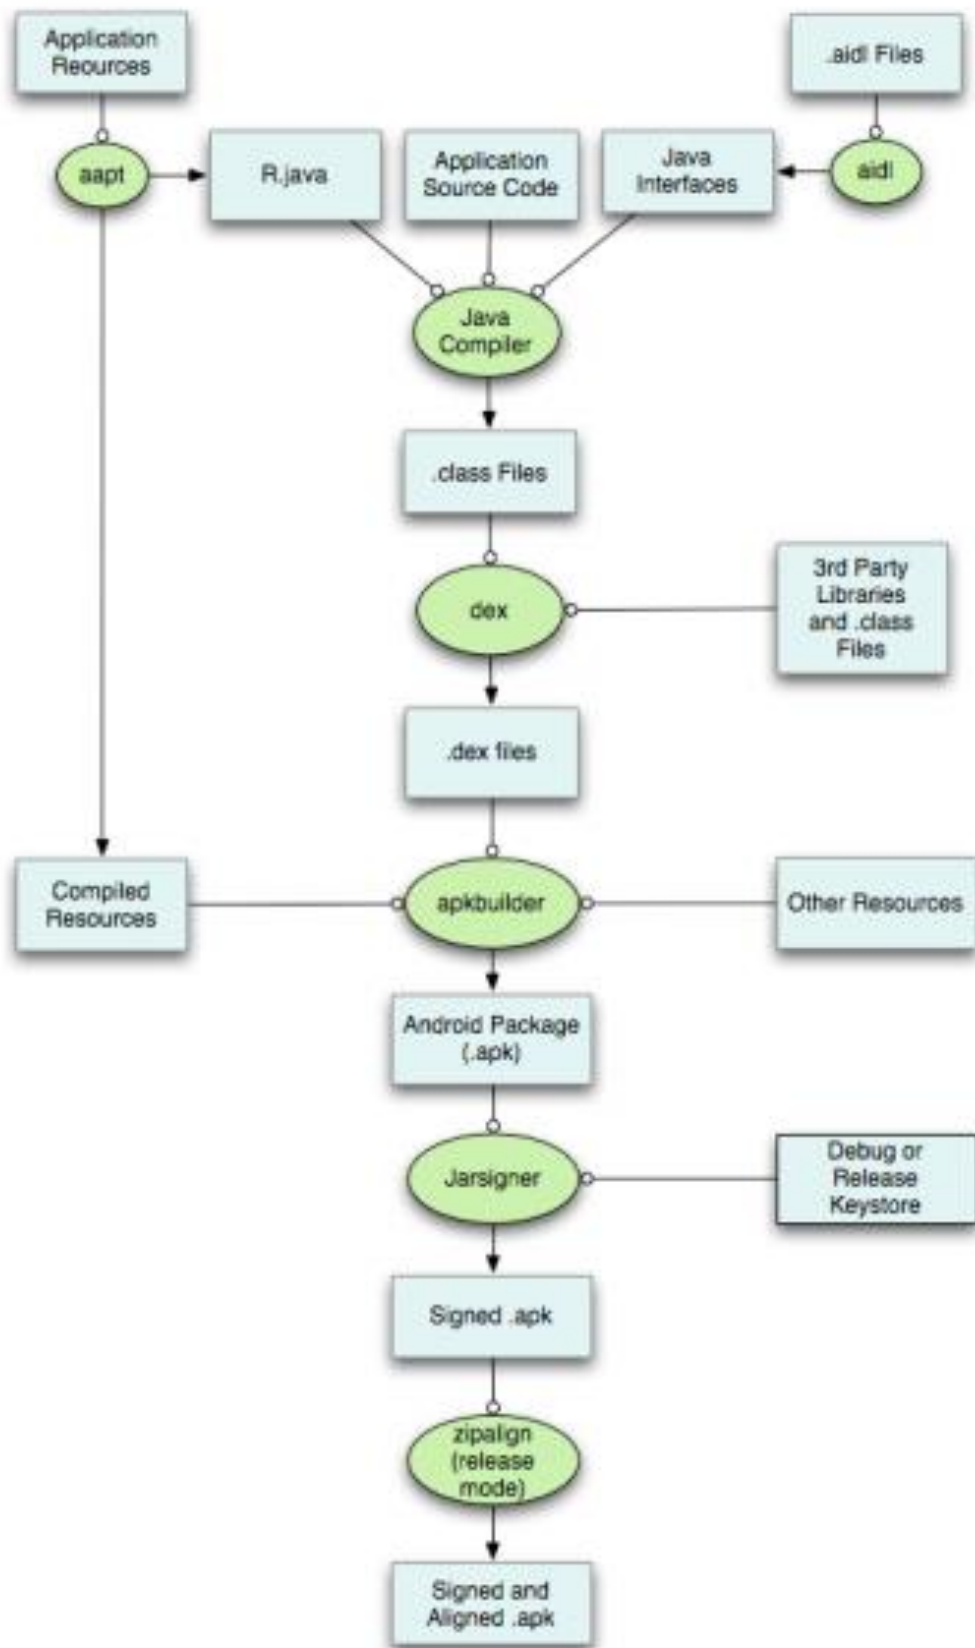 Application
Reources
.aidl Files
aapt
R.java
Application
Source Code
Java
Interfaces
aidl
Java
Compiler
.class Files
dex
3rd Party
Libraries
and .class
Files
.dex files
Compiled
Resources
apkbuilder
Other Resources
Android Package
(.apk)
Jarsigner
Debug or
Release
Keystore
Signed .apk
zipalign
(release
mode)
Signed and
Aligned .apk